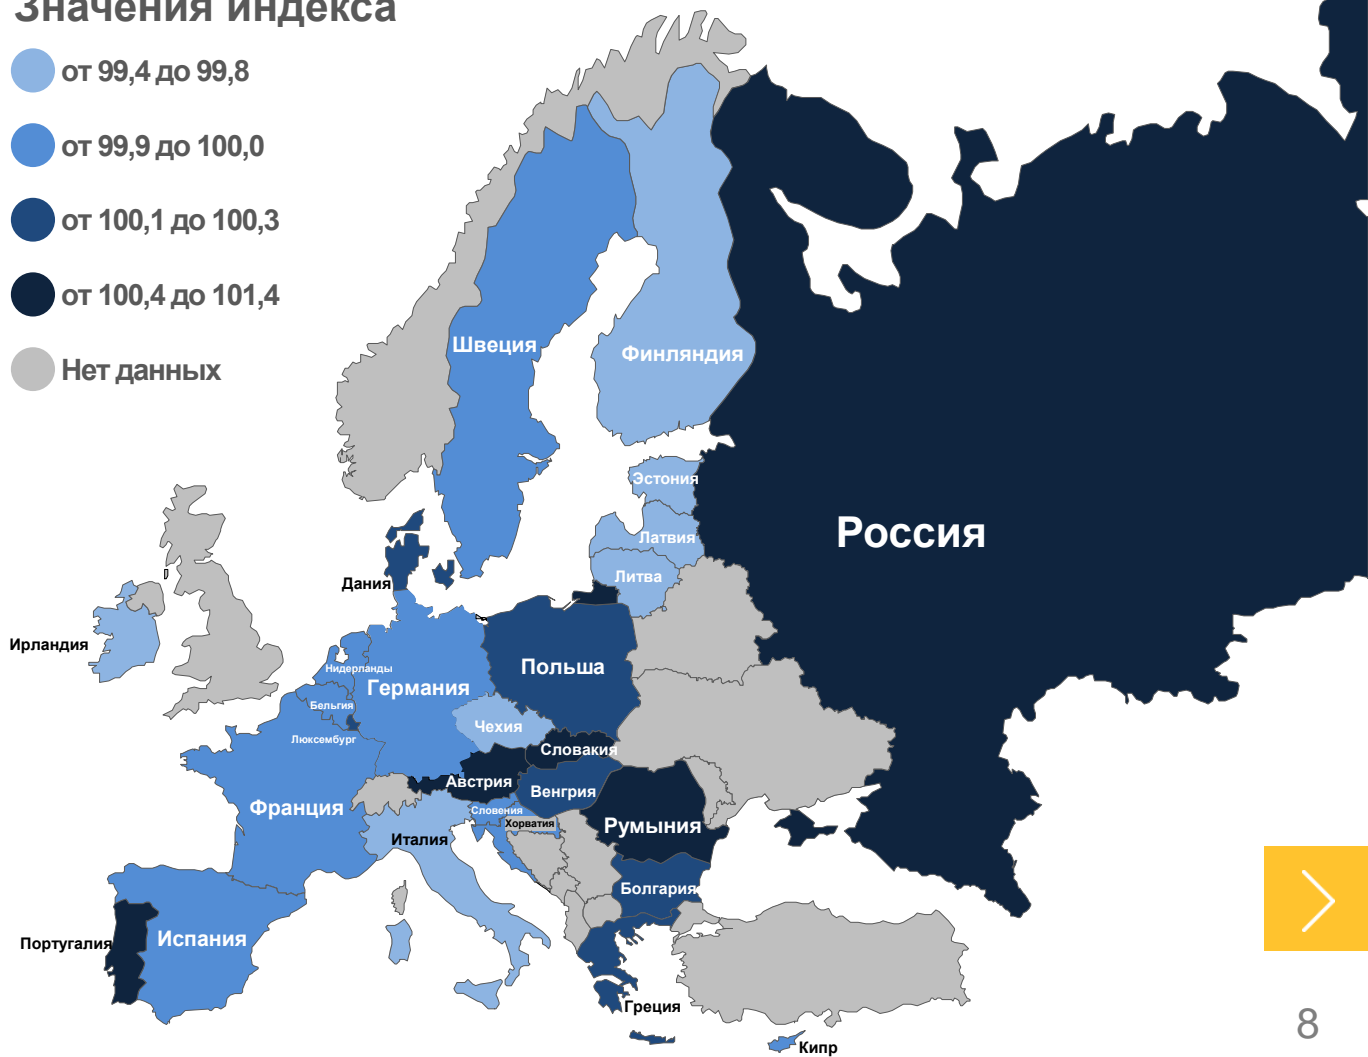 Значения индекса
от 99,4 до 99,8
от 99,9 до 100,0
от 100,1 до 100,3
от 100,4 до 101,4
Нет данных
Швеция
Финляндия
Эстония
Россия
Латвия
Литва
Дания
Ирландия
Польша
Нидерланды
Германия
Бельгия
Чехия
Люксембург
Словакия
Австрия
Венгрия
Франция
Словения
Хорватия
Румыния
Италия
Болгария
Испания
Португалия
Греция
Кипр
8